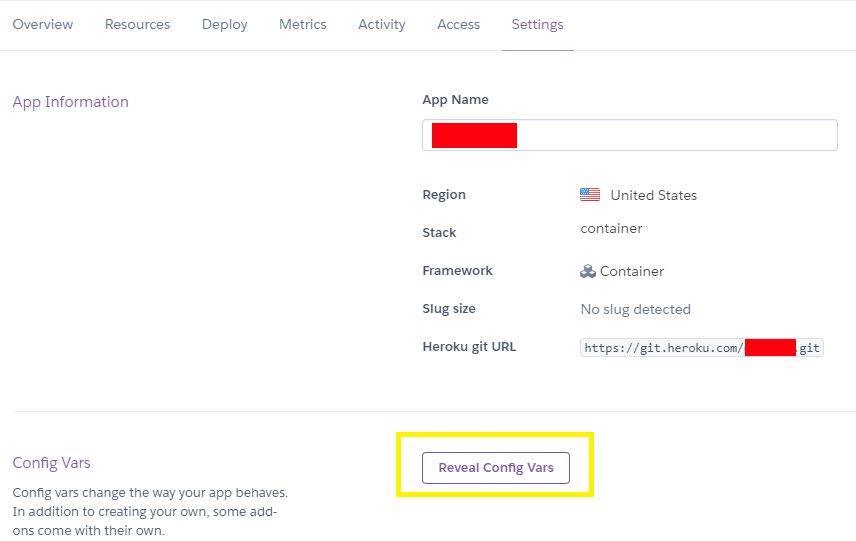 Overview Resources Deploy Metrics Activity Access Settings
App Information
App Name
Region United States
Stack container
Framework Container
Slug size No slug detected
Heroku git URL https://git.heroku.com/ .git
Config Vars
Reveal Config Vars
Config vars change the way your app behaves.
In addition to creating your own, some add-
ons come with their own.